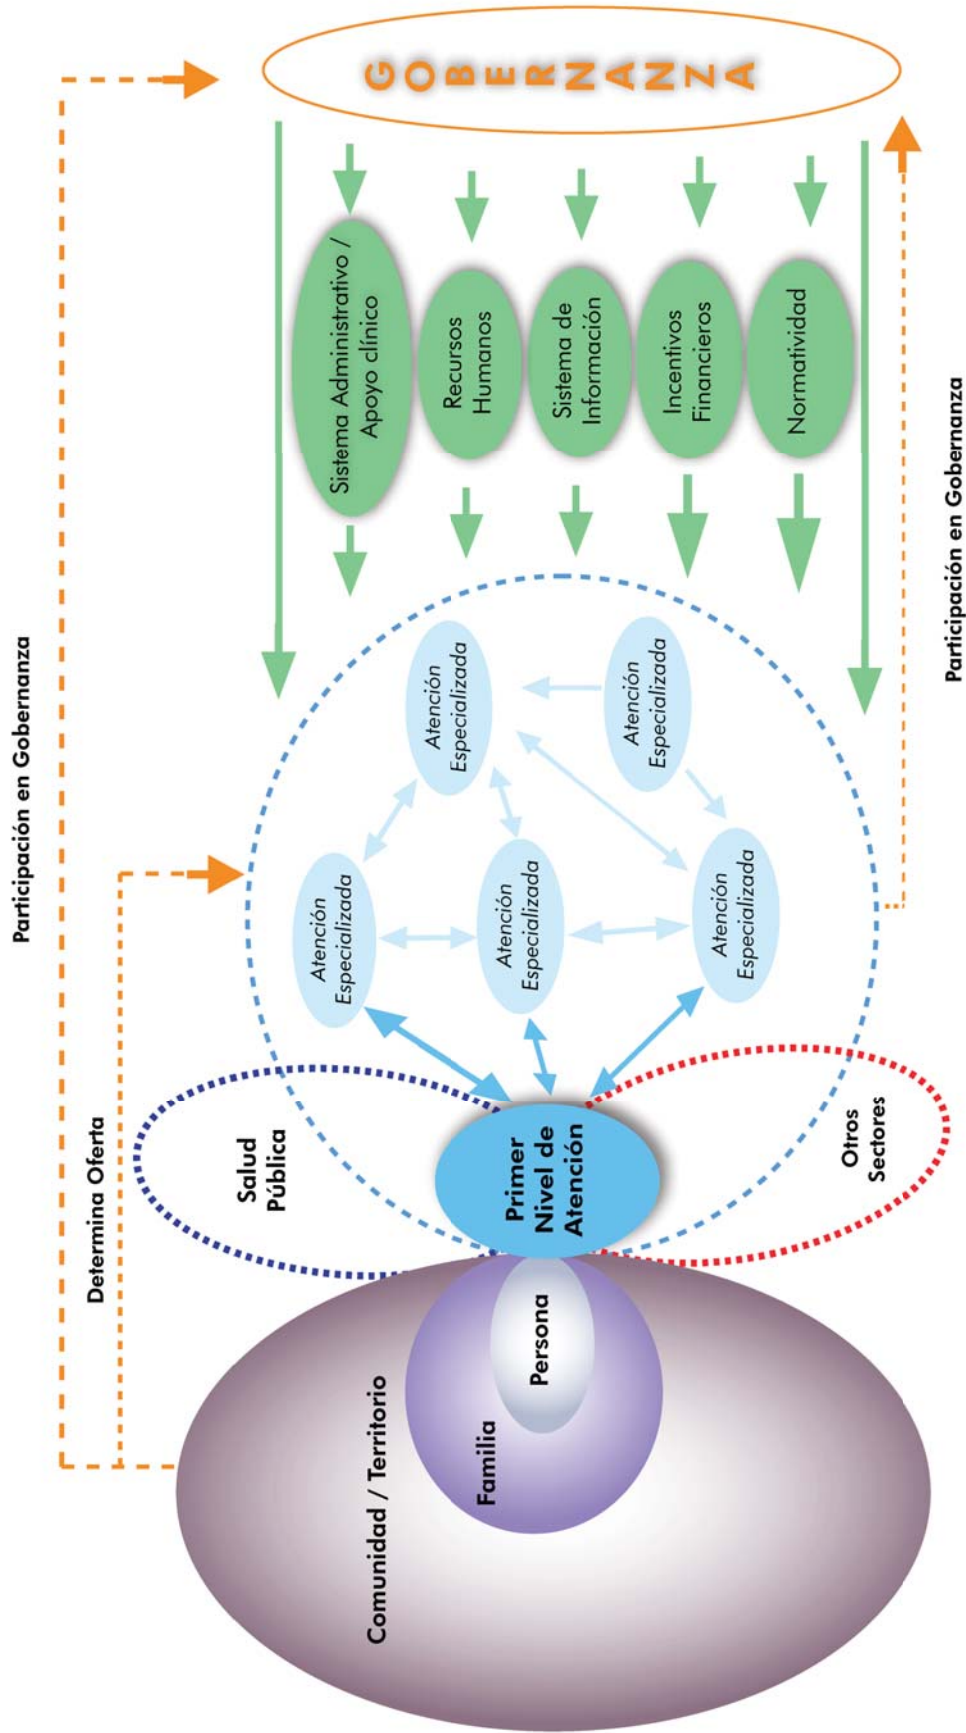 Participación en Gobernanza
Determina Oferta
Comunidad / Territorio
Familia
Persona
Salud
Pública
Primer
Nivel de
Atención
Otros
Sectores
Atención
Especializada
Atención
Especializada
Atención
Especializada
Atención
Especializada
Atención
Especializada
Sistema Administrativo /
Apoyo clínico
Recursos
Humanos
Sistema de
Información
Incentivos
Financieros
Normatividad
GOBERNANZA
Participación en Gobernanza